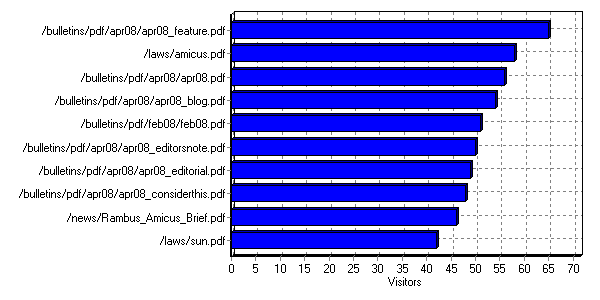 /bulletins/pdf/apr08/apr08_feature.pdf
/laws/amicus.pdf
/bulletins/pdf/apr08/apr08.pdf
/bulletins/pdf/apr08/apr08_blog.pdf
/bulletins/pdf/feb08/feb08.pdf
/bulletins/pdf/apr08/apr08_editorsnote.pdf
/bulletins/pdf/apr08/apr08_editorial.pdf
/bulletins/pdf/apr08/apr08_considerthis.pdf
/news/Rambus_Amicus_Brief.pdf
/laws/sun.pdf
0 5 10 15 20 25 30 35 40 45 50 55 60 65 70
Visitors